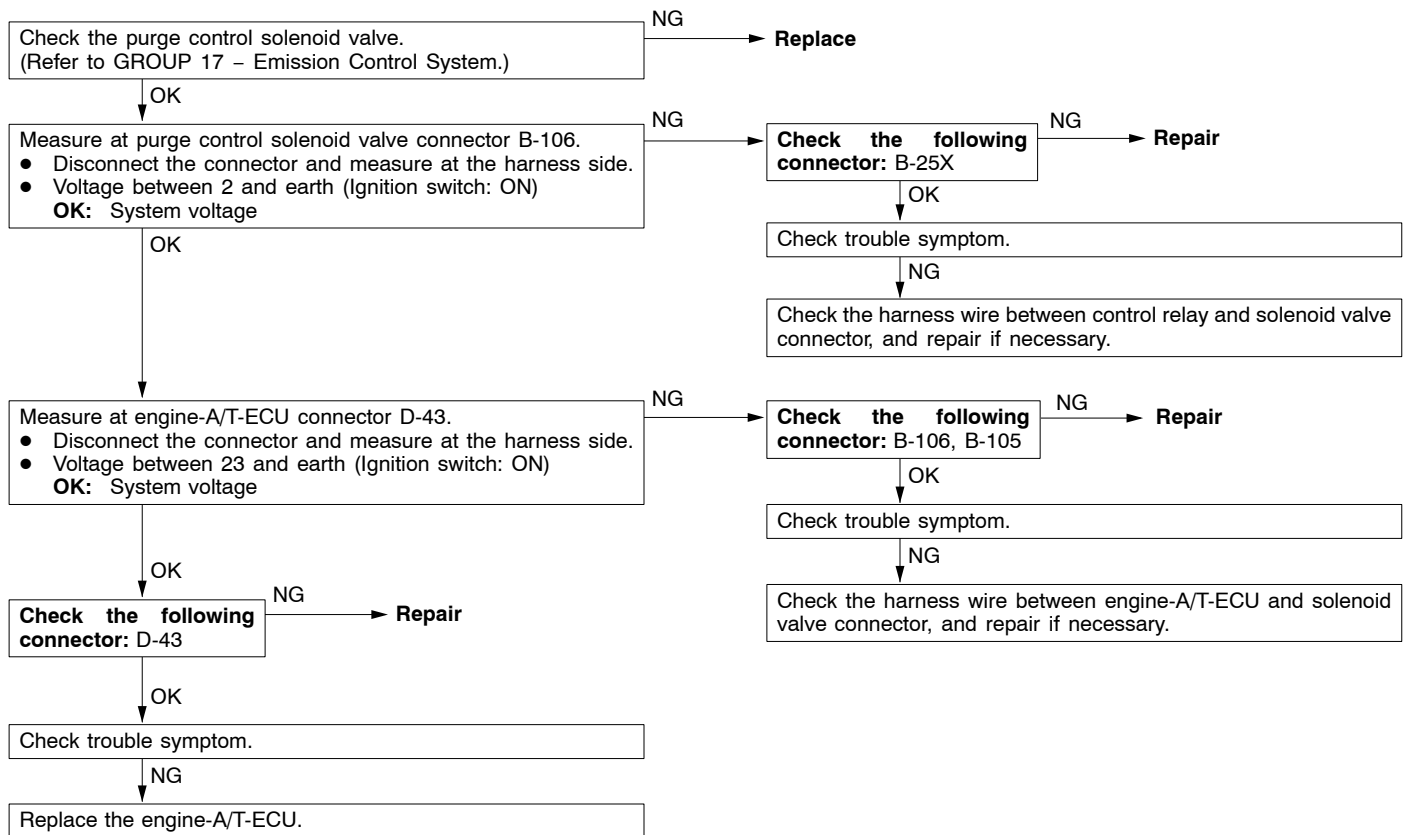 Check the purge control solenoid valve.
(Refer to GROUP 17 – Emission Control System.)
NG
Replace
OK
Measure at purge control solenoid valve connector B-106.
● Disconnect the connector and measure at the harness side.
● Voltage between 2 and earth (Ignition switch: ON)
OK: System voltage
NG
Check the following
connector: B-25X
NG
Repair
OK
Check trouble symptom.
NG
Check the harness wire between control relay and solenoid valve
connector, and repair if necessary.
OK
Measure at engine-A/T-ECU connector D-43.
● Disconnect the connector and measure at the harness side.
● Voltage between 23 and earth (Ignition switch: ON)
OK: System voltage
NG
Check the following
connector: B-106, B-105
NG
Repair
OK
Check trouble symptom.
NG
Check the harness wire between engine-A/T-ECU and solenoid
valve connector, and repair if necessary.
OK
Check the following
connector: D-43
NG
Repair
OK
Check trouble symptom.
NG
Replace the engine-A/T-ECU.